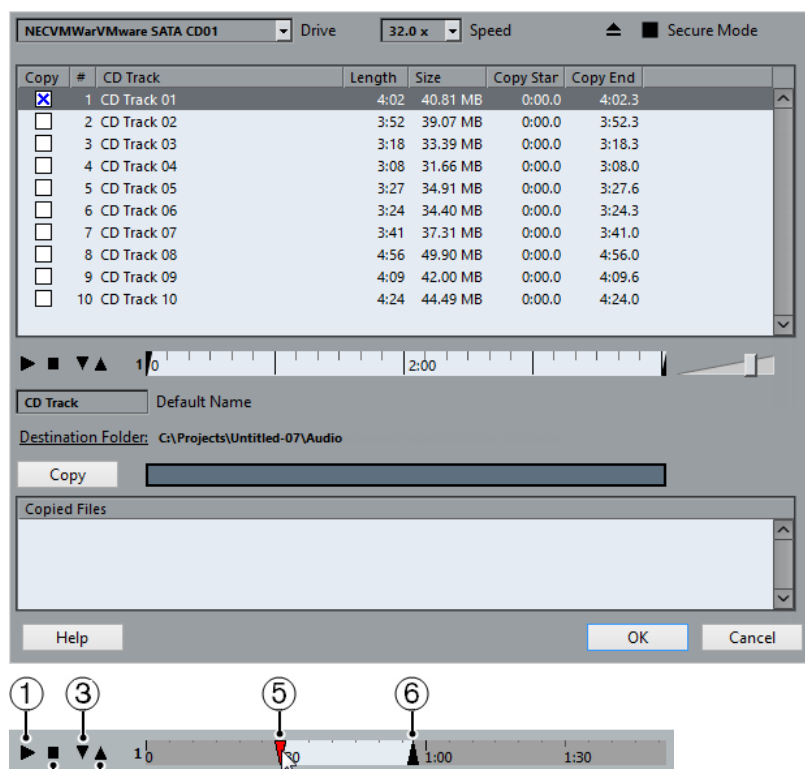 NECVMWarVMware SATA CD01 Drive 32.0 x Speed Secure Mode
Copy # CD Track Length Size Copy Star Copy End
1 CD Track 01 4:02 40.81 MB 0:00.0 4:02.3
2 CD Track 02 3:52 39.07 MB 0:00.0 3:52.3
3 CD Track 03 3:18 33.39 MB 0:00.0 3:18.3
4 CD Track 04 3:08 31.66 MB 0:00.0 3:08.0
5 CD Track 05 3:27 34.91 MB 0:00.0 3:27.6
6 CD Track 06 3:24 34.40 MB 0:00.0 3:24.3
7 CD Track 07 3:41 37.31 MB 0:00.0 3:41.0
8 CD Track 08 4:56 49.90 MB 0:00.0 4:56.0
9 CD Track 09 4:09 42.00 MB 0:00.0 4:09.6
10 CD Track 10 4:24 44.49 MB 0:00.0 4:24.0
1 0 2:00
CD Track Default Name
Destination Folder: C:\Projects\Untitled-07\Audio
Copy
Copied Files
Help OK Cancel
1 3 5 6
1 0 1:00 1:30